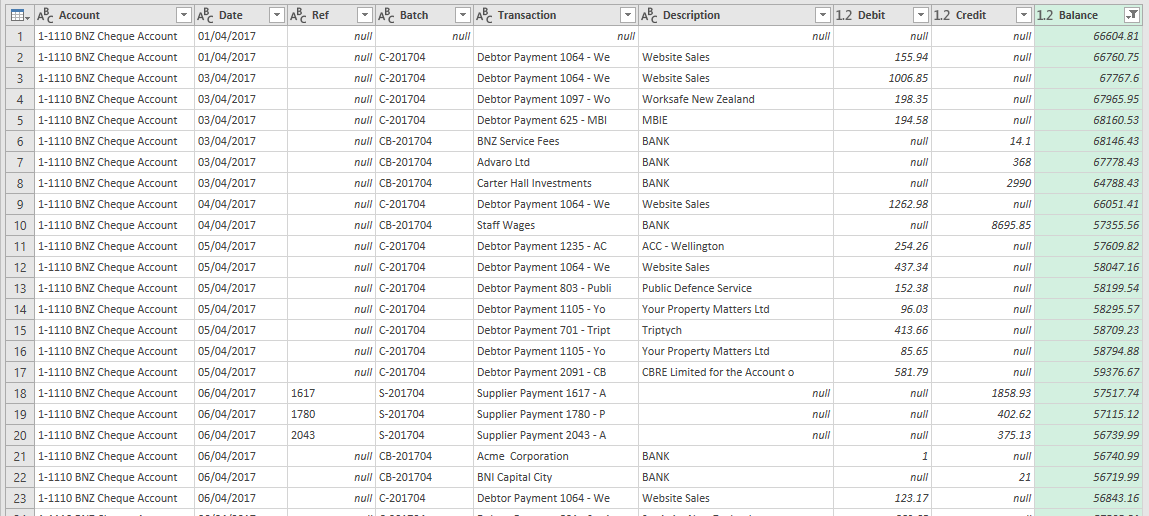 ABC Account ABC Date ABC Ref ABC Batch ABC Transaction ABC Description 1.2 Debit 1.2 Credit 1.2 Balance
1 1-1110 BNZ Cheque Account 01/04/2017 null null null null null null 66604.81
2 1-1110 BNZ Cheque Account 01/04/2017 null C-201704 Debtor Payment 1064 - We Website Sales 155.94 null 66760.75
3 1-1110 BNZ Cheque Account 03/04/2017 null C-201704 Debtor Payment 1064 - We Website Sales 1006.85 null 67767.6
4 1-1110 BNZ Cheque Account 03/04/2017 null C-201704 Debtor Payment 1097 - Wo Worksafe New Zealand 198.35 null 67965.95
5 1-1110 BNZ Cheque Account 03/04/2017 null C-201704 Debtor Payment 625 - MBI MBIE 194.58 null 68160.53
6 1-1110 BNZ Cheque Account 03/04/2017 null CB-201704 BNZ Service Fees BANK null 14.1 68146.43
7 1-1110 BNZ Cheque Account 03/04/2017 null CB-201704 Advaro Ltd BANK null 368 67778.43
8 1-1110 BNZ Cheque Account 03/04/2017 null CB-201704 Carter Hall Investments BANK null 2990 64788.43
9 1-1110 BNZ Cheque Account 04/04/2017 null C-201704 Debtor Payment 1064 - We Website Sales 1262.98 null 66051.41
10 1-1110 BNZ Cheque Account 04/04/2017 null CB-201704 Staff Wages BANK null 8695.85 57355.56
11 1-1110 BNZ Cheque Account 05/04/2017 null C-201704 Debtor Payment 1235 - AC ACC - Wellington 254.26 null 57609.82
12 1-1110 BNZ Cheque Account 05/04/2017 null C-201704 Debtor Payment 1064 - We Website Sales 437.34 null 58047.16
13 1-1110 BNZ Cheque Account 05/04/2017 null C-201704 Debtor Payment 803 - Publi Public Defence Service 152.38 null 58199.54
14 1-1110 BNZ Cheque Account 05/04/2017 null C-201704 Debtor Payment 1105 - Yo Your Property Matters Ltd 96.03 null 58295.57
15 1-1110 BNZ Cheque Account 05/04/2017 null C-201704 Debtor Payment 701 - Tript Triptych 413.66 null 58709.23
16 1-1110 BNZ Cheque Account 05/04/2017 null C-201704 Debtor Payment 1105 - Yo Your Property Matters Ltd 85.65 null 58794.88
17 1-1110 BNZ Cheque Account 05/04/2017 null C-201704 Debtor Payment 2091 - CB CBRE Limited for the Account o 581.79 null 59376.67
18 1-1110 BNZ Cheque Account 06/04/2017 1617 S-201704 Supplier Payment 1617 - A null null 1858.93 57517.74
19 1-1110 BNZ Cheque Account 06/04/2017 1780 S-201704 Supplier Payment 1780 - P null null 402.62 57115.12
20 1-1110 BNZ Cheque Account 06/04/2017 2043 S-201704 Supplier Payment 2043 - A null null 375.13 56739.99
21 1-1110 BNZ Cheque Account 06/04/2017 null CB-201704 Acme Corporation BANK 1 null 56740.99
22 1-1110 BNZ Cheque Account 06/04/2017 null CB-201704 BNI Capital City BANK null 21 56719.99
23 1-1110 BNZ Cheque Account 06/04/2017 null C-201704 Debtor Payment 1064 - We Website Sales 123.17 null 56843.16